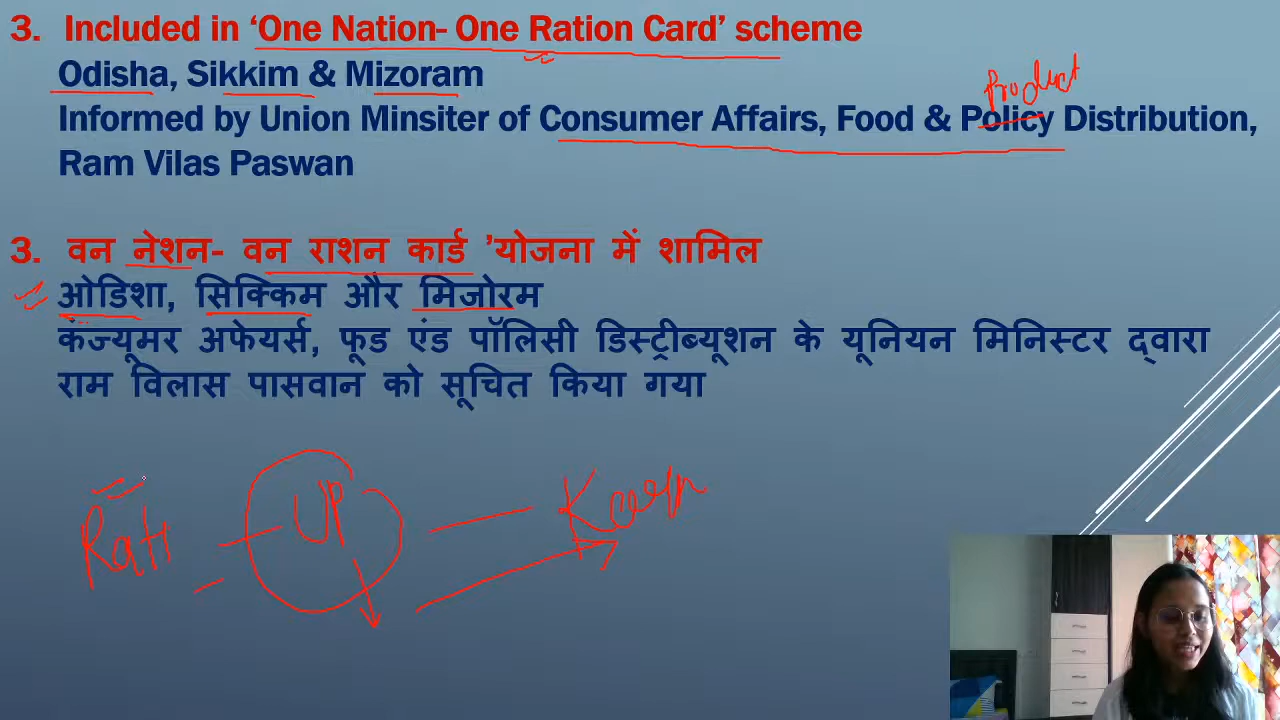 3. Included in ‘One Nation- One Ration Card’ scheme
Odisha, Sikkim & Mizoram
Product
Informed by Union Minsiter of Consumer Affairs, Food & Policy Distribution,
Ram Vilas Paswan
3. वन नेशन- वन राशन कार्ड ’योजना में शामिल
ओडिशा, सिक्किम और मिजोरम
कंज्यूमर अफेयर्स, फूड एंड पॉलिसी डिस्ट्रीब्यूशन के यूनियन मिनिस्टर द्वारा
राम विलास पासवान को सूचित किया गया
Rati UP